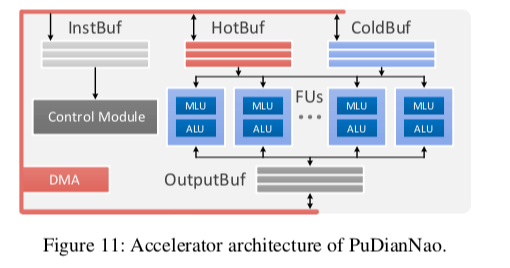 InstBuf HotBuf ColdBuf
Control Module
FUs
MLU MLU MLU MLU
ALU ALU ALU ALU
DMA
OutputBuf
Figure 11: Accelerator architecture of PuDianNao.